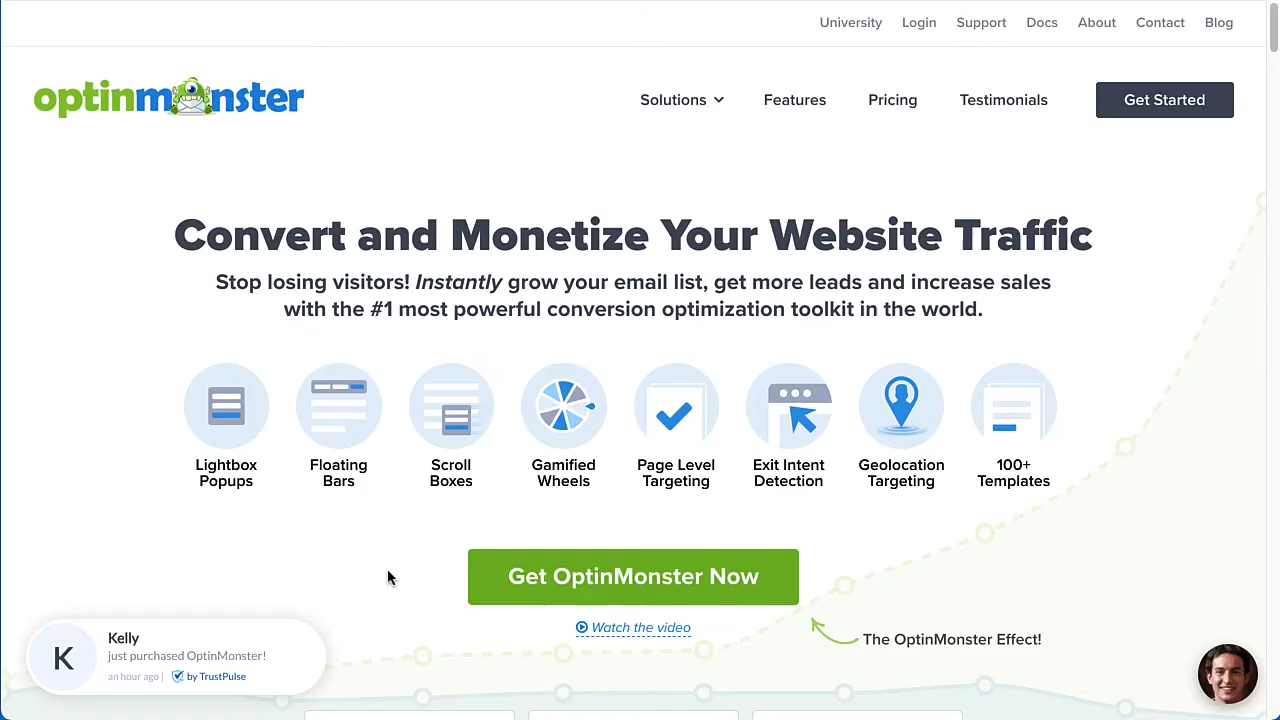 University Login Support Docs About Contact Blog
optinmonster
Solutions Features Pricing Testimonials Get Started
Convert and Monetize Your Website Traffic
Stop losing visitors! Instantly grow your email list, get more leads and increase sales
with the #1 most powerful conversion optimization toolkit in the world.
Lightbox Popups
Floating Bars
Scroll Boxes
Gamified Wheels
Page Level Targeting
Exit Intent Detection
Geolocation Targeting
100+ Templates
Get OptinMonster Now
Watch the video
The OptinMonster Effect!
K
Kelly
just purchased OptinMonster!
an hour ago | by TrustPulse